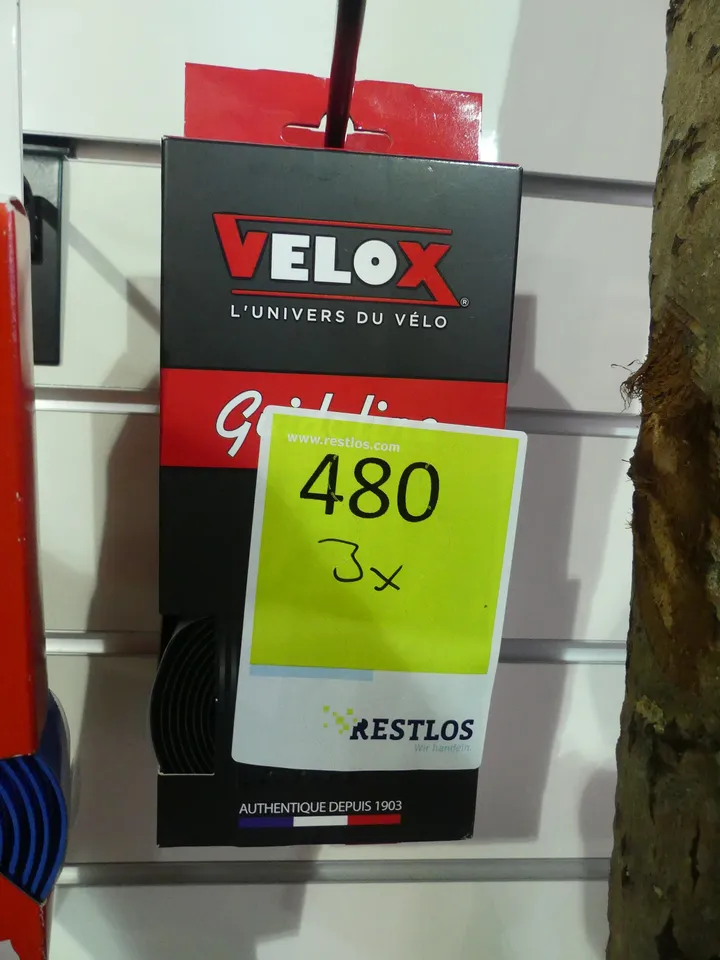 VELOX®
L'UNIVERS DU VÉLO
www.restlos.com
480
3x
RESTLOS
Wir handeln
AUTHENTIQUE DEPUIS 1903